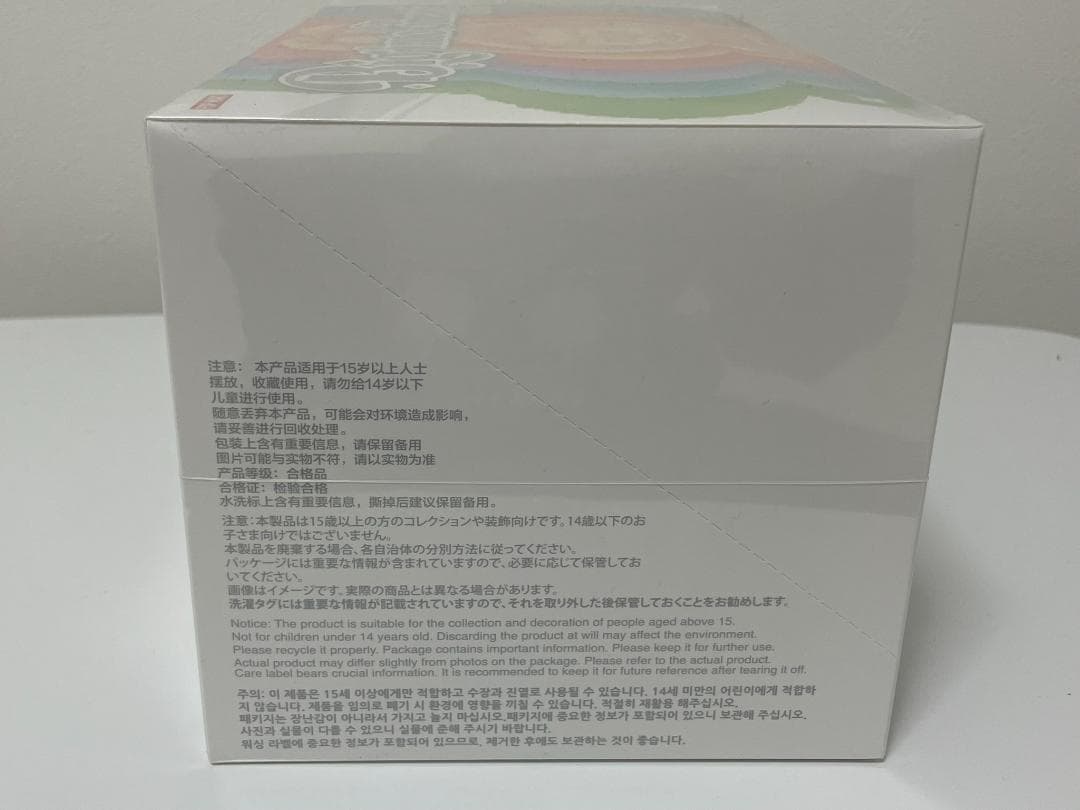 注意： 本产品适用于15岁以上人士
摆放，收藏使用，请勿给14岁以下
儿童进行使用。
随意丢弃本产品，可能会对环境造成影响，
请妥善进行回收处理。
包装上含有重要信息，请保留备用
图片可能与实物不符，请以实物为准
产品等级：合格品
合格证：检验合格
水洗标上含有重要信息，撕掉后建议保留备用。
注意：本製品は15歳以上の方のコレクションや装飾向けです。14歳以下のお
子さま向けではございません。
本製品を廃棄する場合、各自治体の分別方法に従ってください。
パッケージには重要な情報が含まれていますので、必要に応じて保管してお
いてください。
画像はイメージです。実際の商品とは異なる場合があります。
洗濯タグには重要な情報が記載されていますので、それを取り外した後保管しておくことをお勧めします。
Notice: The product is suitable for the collection and decoration of people aged above 15.
Not for children under 14 years old. Discarding the product at will may affect the environment.
Please recycle it properly. Package contains important information. Please keep it for further use.
Actual product may differ slightly from photos on the package. Please refer to the actual product.
Care label bears crucial information. It is recommended to keep it for future reference after tearing it off.
주의: 이 제품은 15세 이상에게만 적합하고 수장과 진열로 사용될 수 있습니다. 14세 미만의 어린이에게 적합하
지 않습니다. 제품을 임의로 폐기 시 환경에 영향을 끼칠 수 있습니다. 적절히 재활용 해주십시오.
패키지는 장난감이 아니라서 가지고 놀지 마십시오.패키지에 중요한 정보가 포함되어 있으니 보관해 주십시오.
사진과 실물이 다를 수 있으니 실물에 준해 주시기 바랍니다.
워싱 라벨에 중요한 정보가 포함되어 있으므로, 제거한 후에도 보관하는 것이 좋습니다.